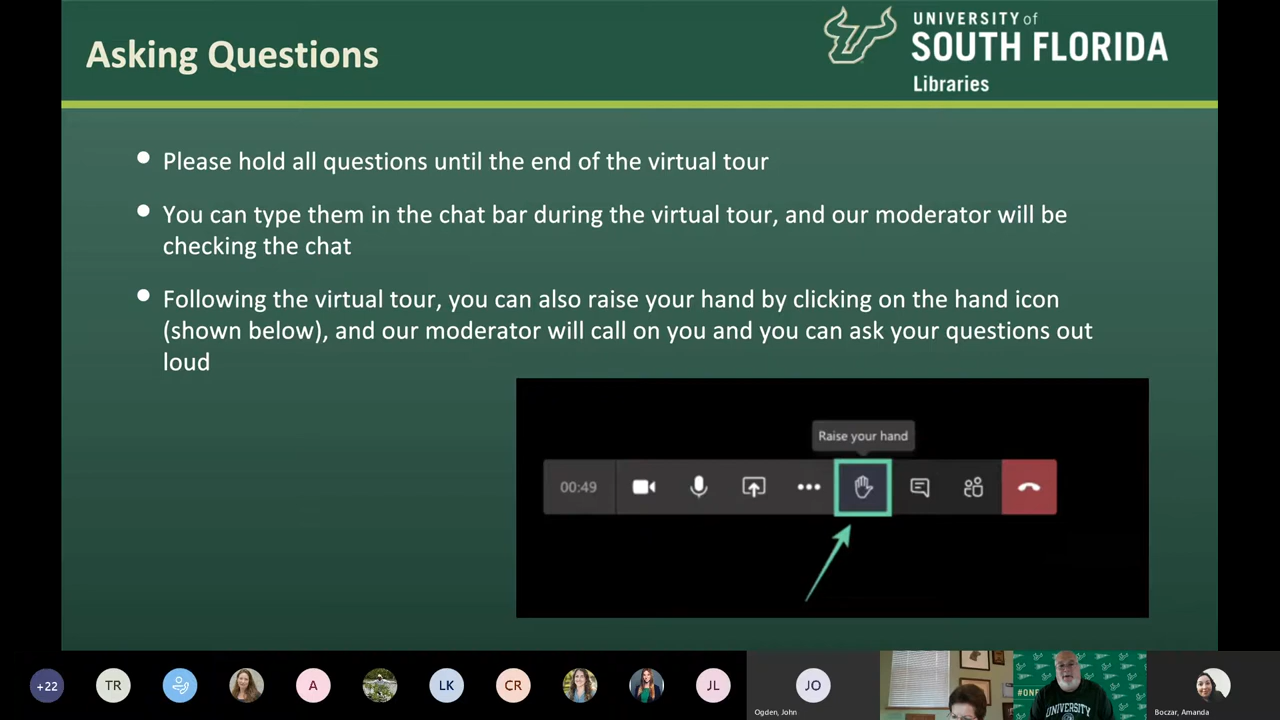 Asking Questions
UNIVERSITY of
SOUTH FLORIDA
Libraries
• Please hold all questions until the end of the virtual tour
• You can type them in the chat bar during the virtual tour, and our moderator will be
checking the chat
• Following the virtual tour, you can also raise your hand by clicking on the hand icon
(shown below), and our moderator will call on you and you can ask your questions out
loud
Raise your hand
00:49
+22
TR
A
LK
CR
JL
JO
#ONE
UNIVERSITY
Ogden, John
Boczar, Amanda